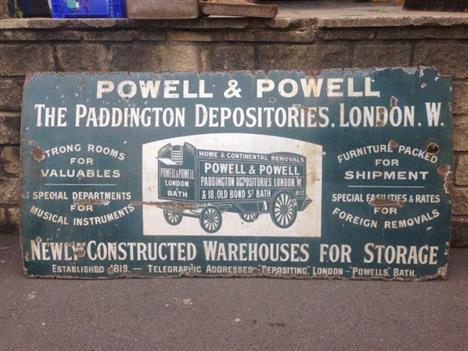 POWELL & POWELL
THE PADDINGTON DEPOSITORIES. LONDON. W.
STRONG ROOMS
FOR
VALUABLES
SPECIAL DEPARTMENTS
FOR
MUSICAL INSTRUMENTS
POWELL & POWELL
LONDON
BATH
HOME & CONTINENTAL REMOVALS
POWELL & POWELL
PADDINGTON DEPOSITORIES, LONDON, W
& 19, OLD BOND ST BATH
FURNITURE PACKED
FOR
SHIPMENT
SPECIAL FACILITIES & RATES
FOR
FOREIGN REMOVALS
NEWLY CONSTRUCTED WAREHOUSES FOR STORAGE
ESTABLISHED 1819. — TELEGRAPHIC ADDRESSES "DEPOSITING", LONDON – "POWELLS", BATH.